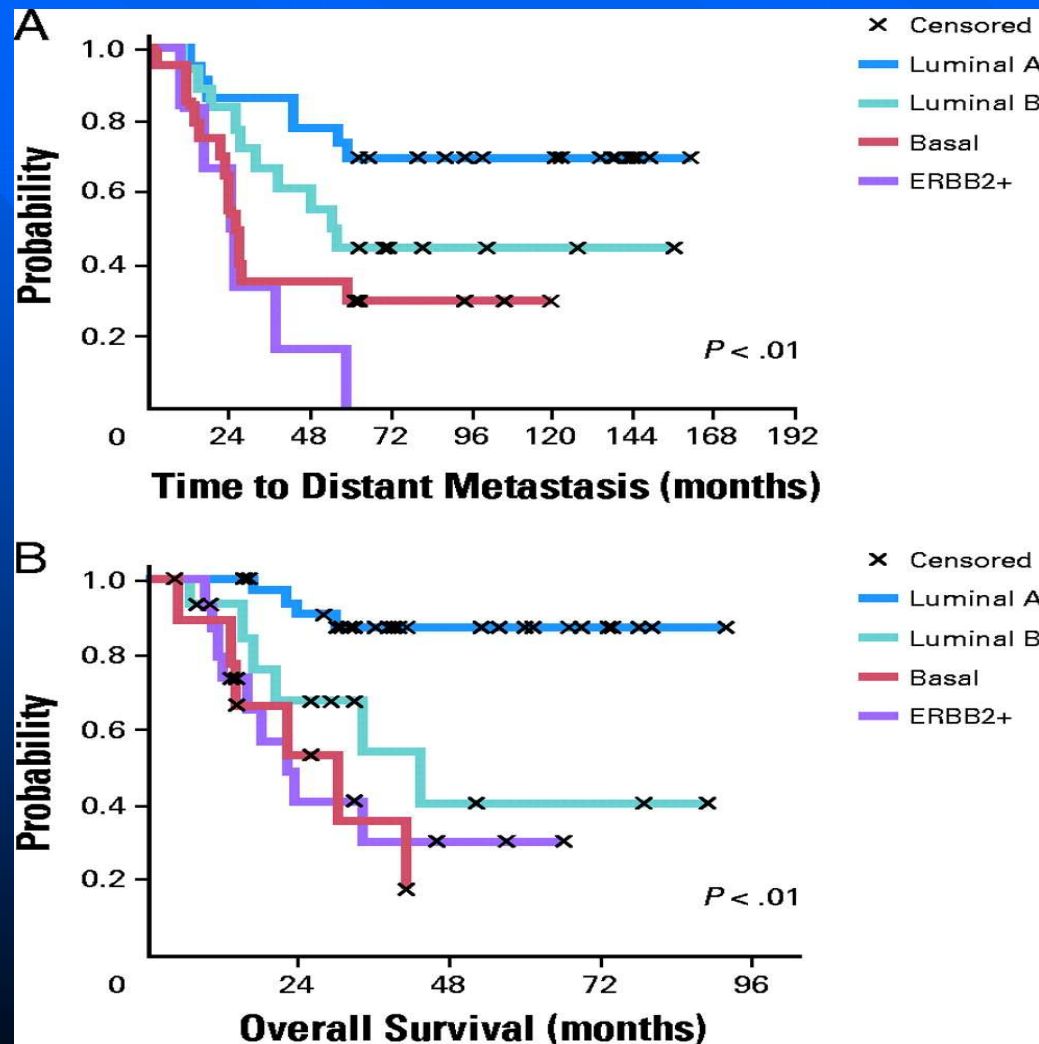 A
1.0
0.8
0.6
0.4
0.2
0
Probability
24 48 72 96 120 144 168 192
Time to Distant Metastasis (months)
P < .01
Censored
Luminal A
Luminal B
Basal
ERBB2+
B
1.0
0.8
0.6
0.4
0.2
0
Probability
24 48 72 96
Overall Survival (months)
P < .01
Censored
Luminal A
Luminal B
Basal
ERBB2+